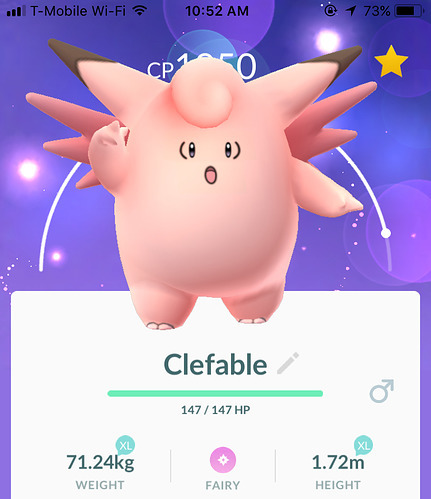 T-Mobile Wi-Fi 10:52 AM 73%
CP
Clefable
147 / 147 HP
XL XL
71.24kg 1.72m
WEIGHT FAIRY HEIGHT